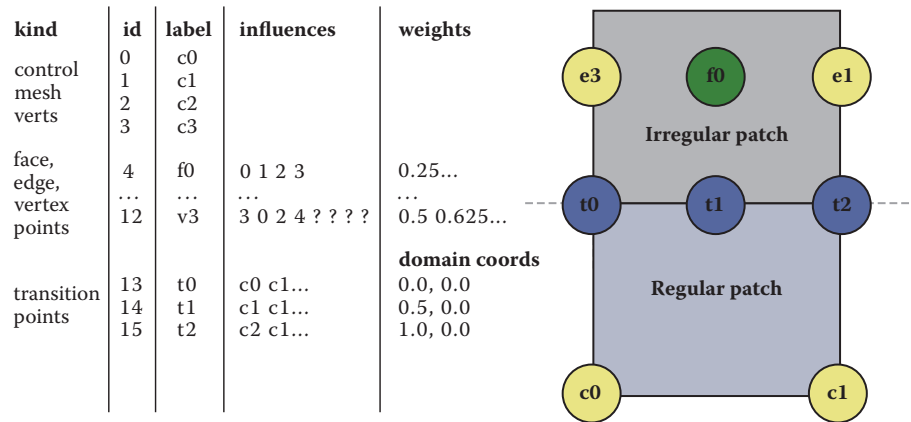 kind id label influences weights
control mesh verts
0 c0
1 c1
2 c2
3 c3
face, edge, vertex points
4 f0 0 1 2 3 0.25...
... ... ... ...
12 v3 3 0 2 4 ? ? ? ? 0.5 0.625...
domain coords
transition points
13 t0 c0 c1... 0.0, 0.0
14 t1 c1 c1... 0.5, 0.0
15 t2 c2 c1... 1.0, 0.0
e3 f0 e1
Irregular patch
t0 t1 t2
Regular patch
c0 c1